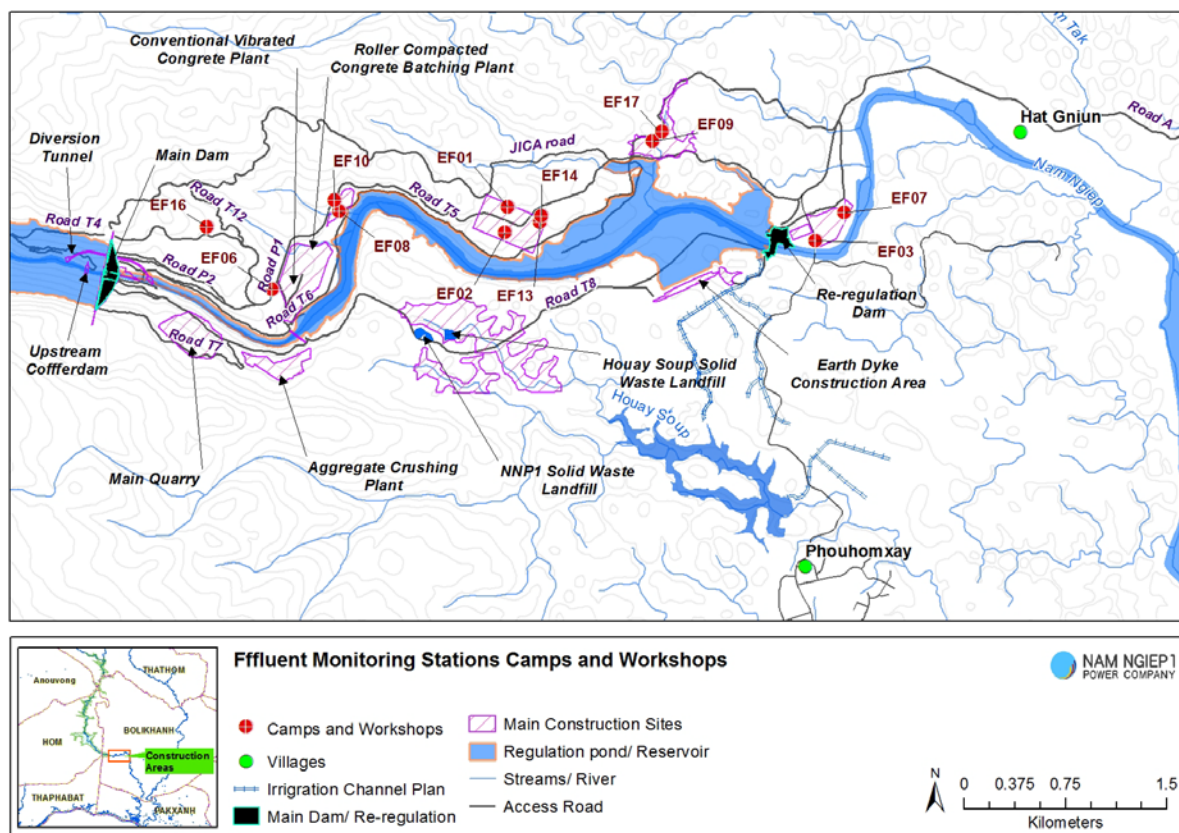 Conventional Vibrated
Concrete Plant
Roller Compacted
Concrete Batching Plant
m Tak
EF17
EF09
Hat Gniun
Road A
Diversion
Tunnel
Main Dam
EF10
EF01
JICA road
EF14
Road T4
EF16
Road T12
Road T5
Nam Ngiep
EF07
EF06
Road P1
EF08
Road P2
EF03
Road T6
EF02
EF13
Road T8
Re-regulation
Dam
Road T7
Upstream
Coffferdam
Houay Soup Solid
Waste Landfill
Earth Dyke
Construction Area
Houay Soup
Main Quarry
Aggregate Crushing
Plant
NNP1 Solid Waste
Landfill
Phouhomxay
Fffluent Monitoring Stations Camps and Workshops
NAM NGIEP1
POWER COMPANY
THATHOM
Anouvong
BOLIKHANH
HOM
Construction
Areas
THAPHABAT
PAKXANH
Camps and Workshops
Villages
Irrigration Channel Plan
Main Dam/ Re-regulation
Main Construction Sites
Regulation pond/ Reservoir
Streams/ River
Access Road
N
0 0.375 0.75 1.5
Kilometers